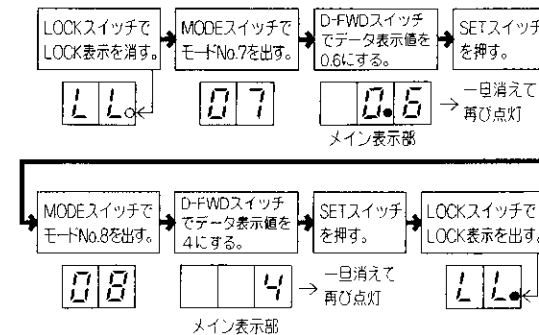 LOCKスイッチで
LOCK表示を消す。
MODEスイッチで
モードNo.7を出す。
D-FWDスイッチ
でデータ表示値を
0.6にする。
SETスイッチ
を押す。
LL.
07
0.6
一旦消えて
再び点灯
メイン表示部
MODEスイッチで
モードNo.8を出す。
D-FWDスイッチ
でデータ表示値を
4にする。
SETスイッチ
を押す。
LOCKスイッチで
LOCK表示を出す。
08
4
一旦消えて
再び点灯
LL.
メイン表示部